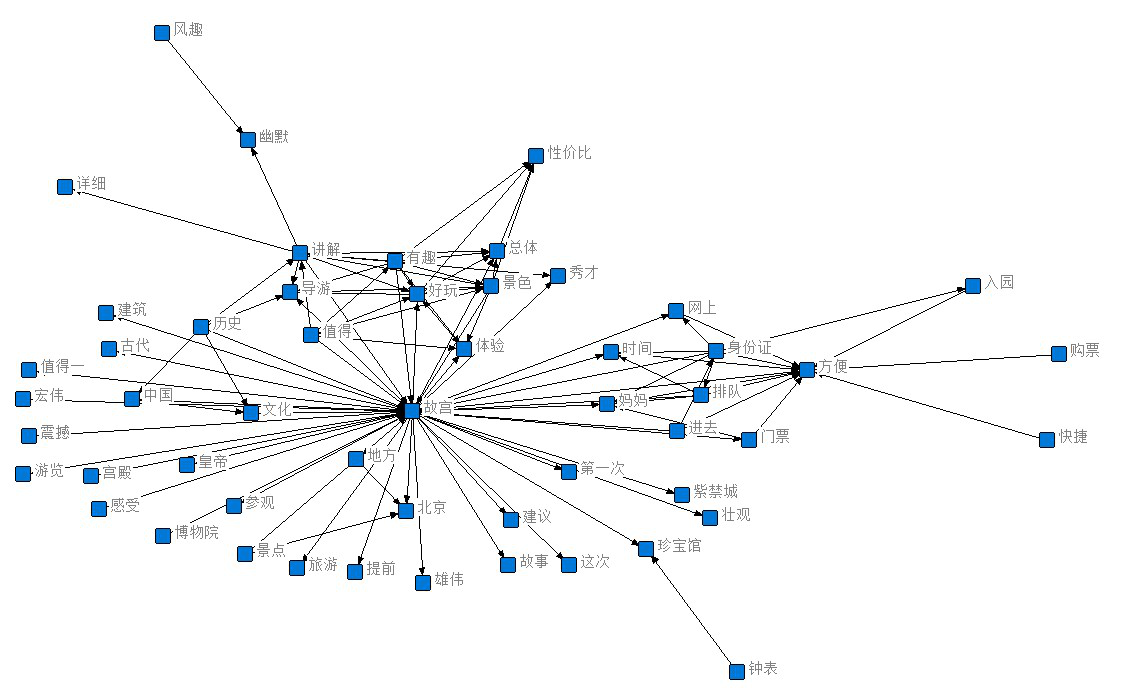 风趣
幽默
性价比
详细
讲解
总体
有趣
秀才
景色
导游
好玩
入园
建筑
网上
历史
值得
古代
体验
时间
身份证
购票
值得一
方便
宏伟
中国
排队
文化
故宫
妈妈
震撼
进去
门票
快捷
地方
皇帝
游览
宫殿
第一次
紫禁城
感受
参观
北京
建议
壮观
博物院
景点
珍宝馆
旅游
提前
故事
这次
雄伟
钟表